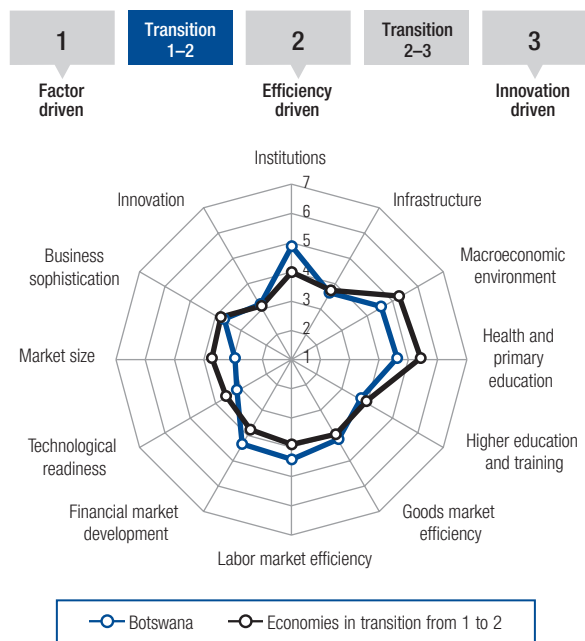 1
Transition
1–2
2
Transition
2–3
3
Factor
driven
Efficiency
driven
Innovation
driven
Institutions
Infrastructure
Macroeconomic
environment
Health and
primary
education
Higher education
and training
Goods market
efficiency
Labor market efficiency
Financial market
development
Technological
readiness
Market size
Business
sophistication
Innovation
7
6
5
4
3
2
1
Botswana
Economies in transition from 1 to 2